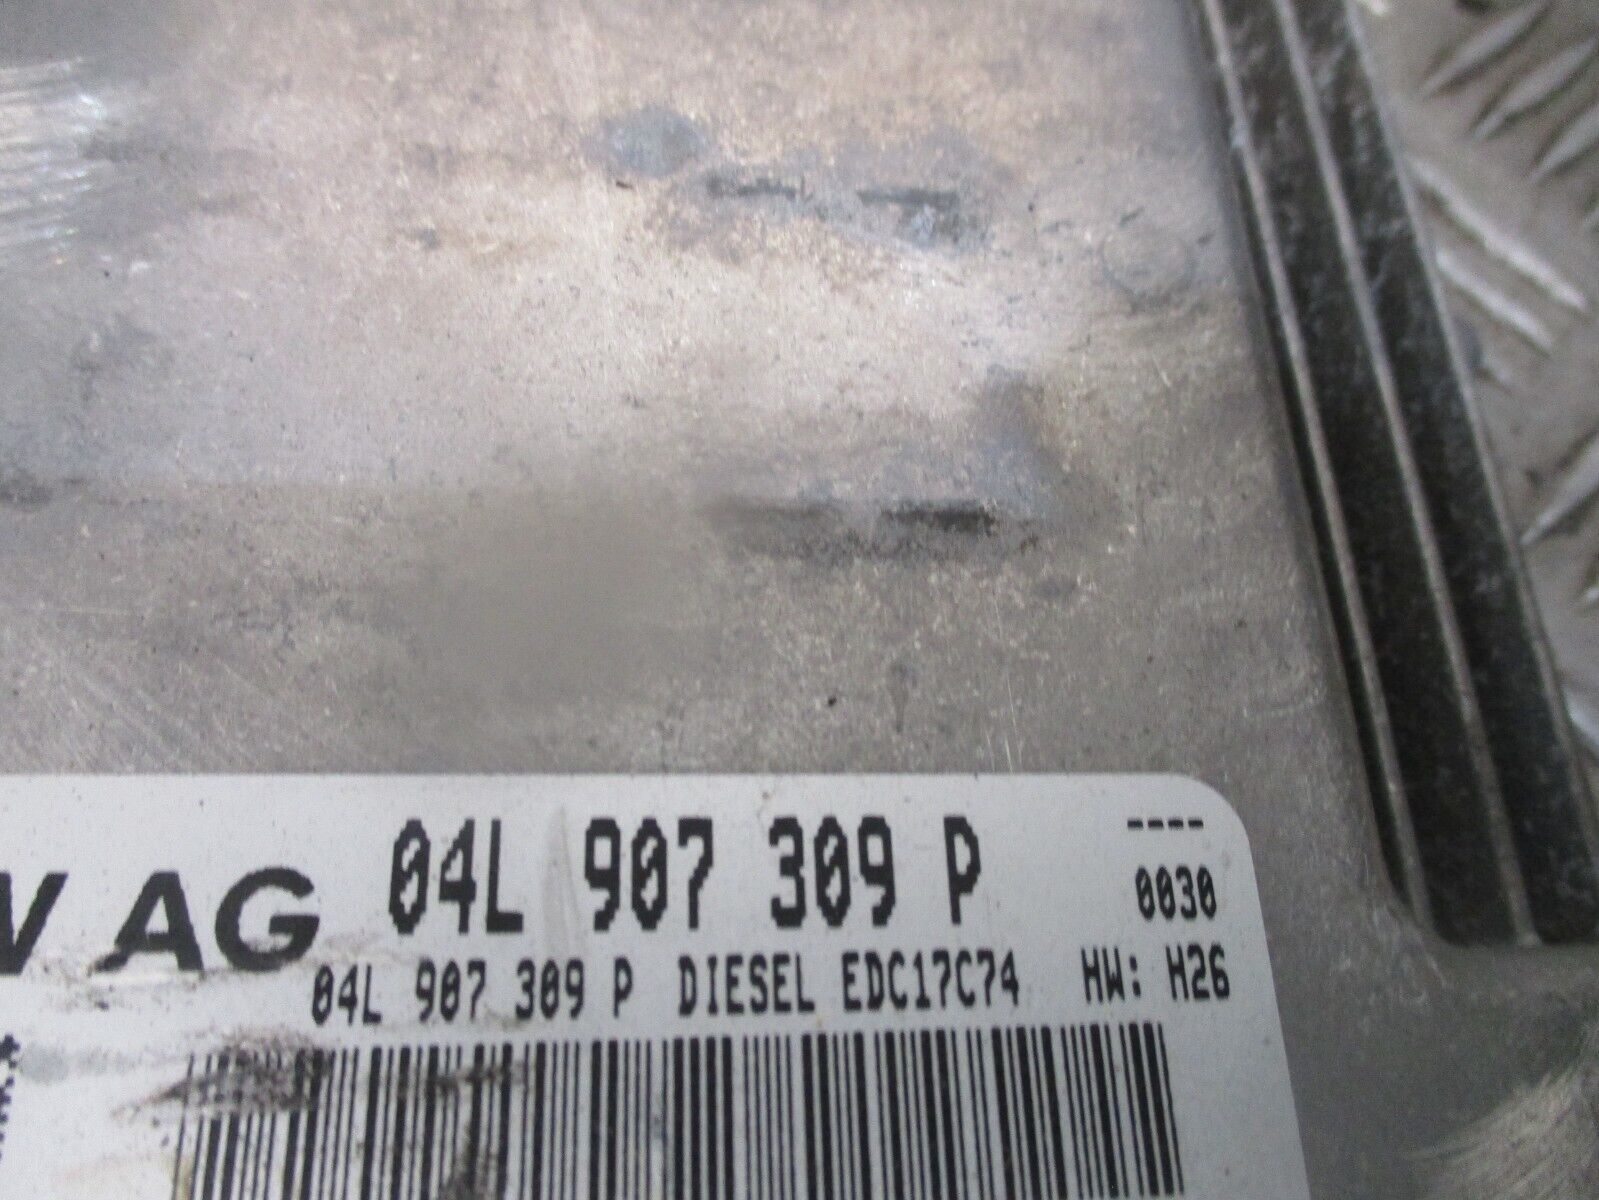 AG 04L 907 309 P ----
0030
04L 907 309 P DIESEL EDC17C74 HW: H26